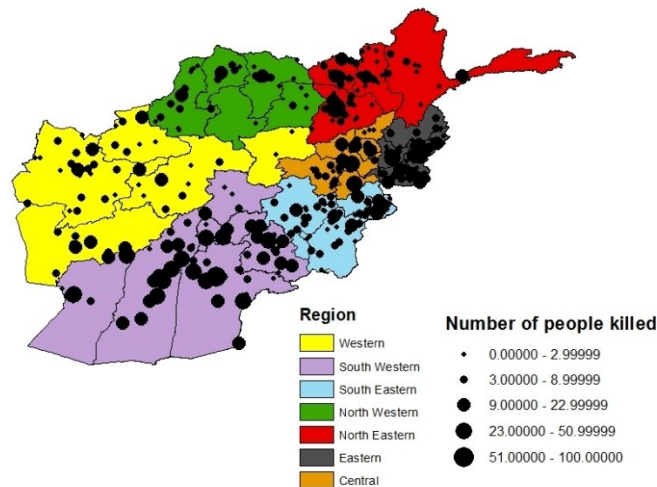 Region
Western
South Western
South Eastern
North Western
North Eastern
Eastern
Central
Number of people killed
0.00000 - 2.99999
3.00000 - 8.99999
9.00000 - 22.99999
23.00000 - 50.99999
51.00000 - 100.00000